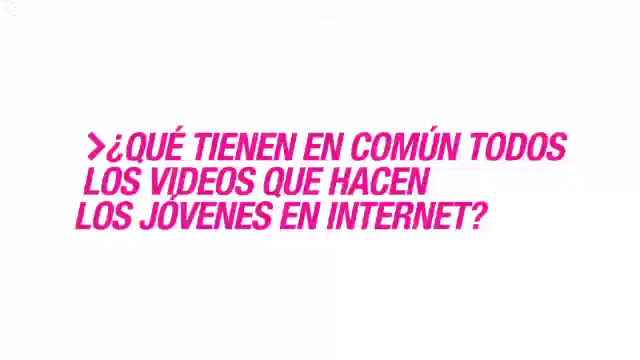 >¿QUÉ TIENEN EN COMÚN TODOS
LOS VIDEOS QUE HACEN
LOS JÓVENES EN INTERNET?